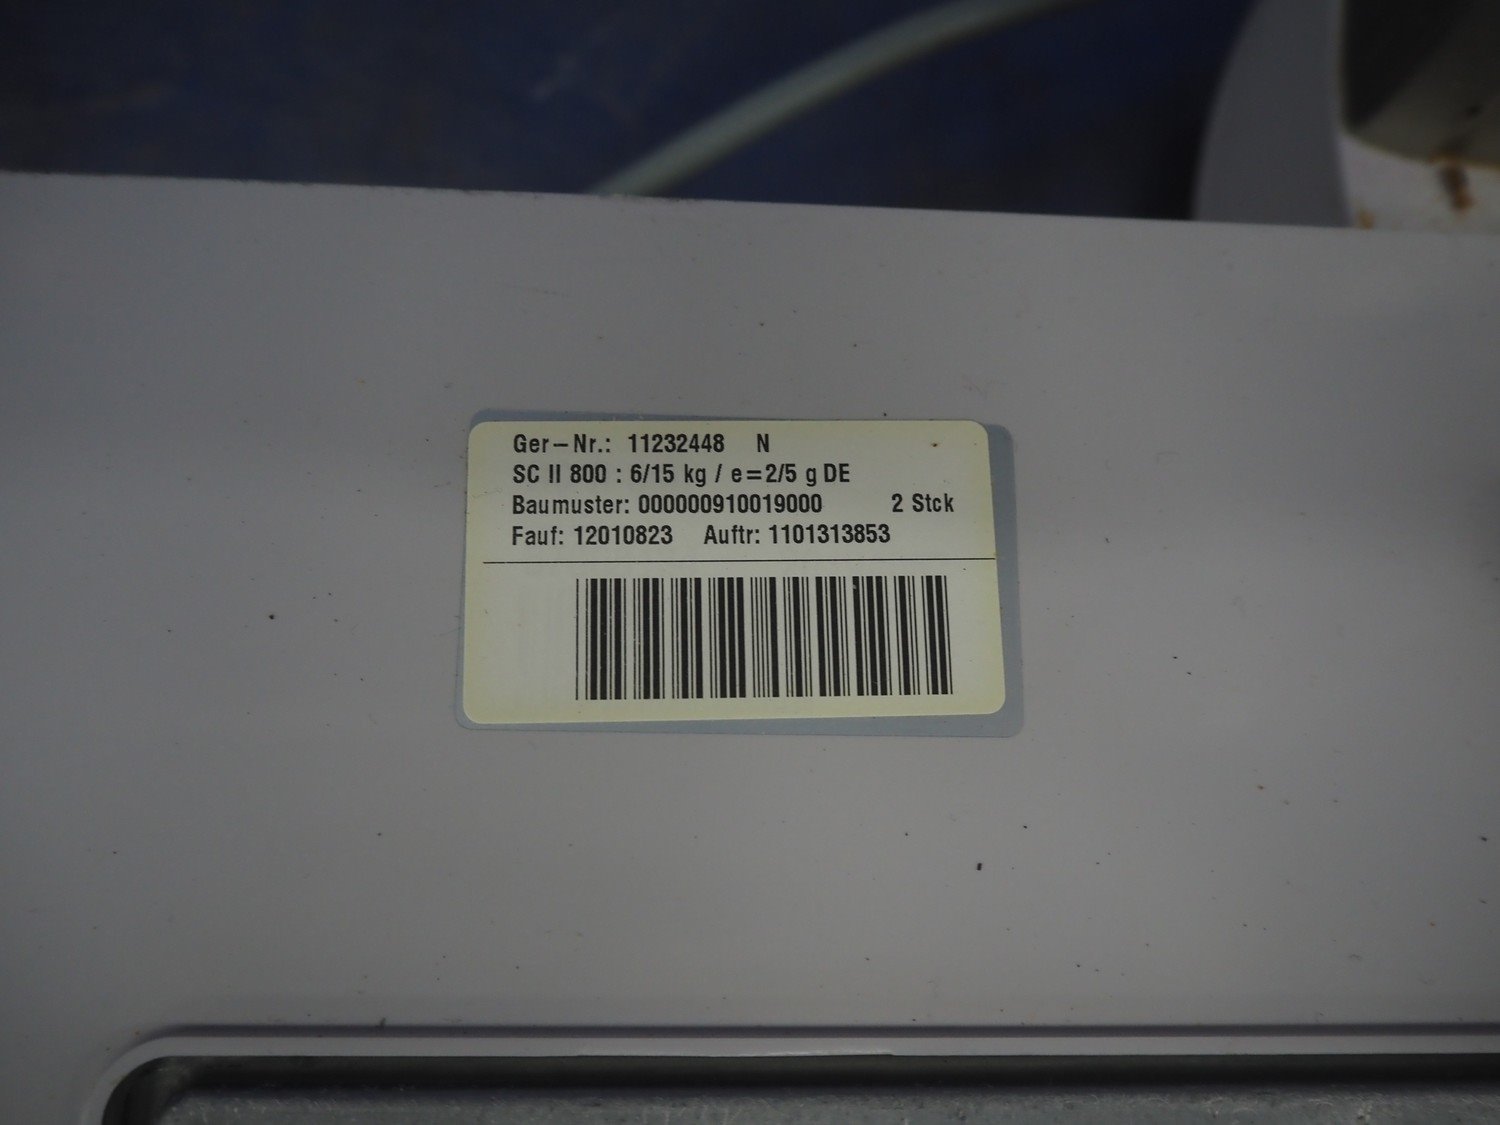 Ger-Nr.: 11232448 N
SC II 800 : 6/15 kg / e=2/5 g DE
Baumuster: 000000910019000 2 Stck
Fauf: 12010823 Auftr: 1101313853